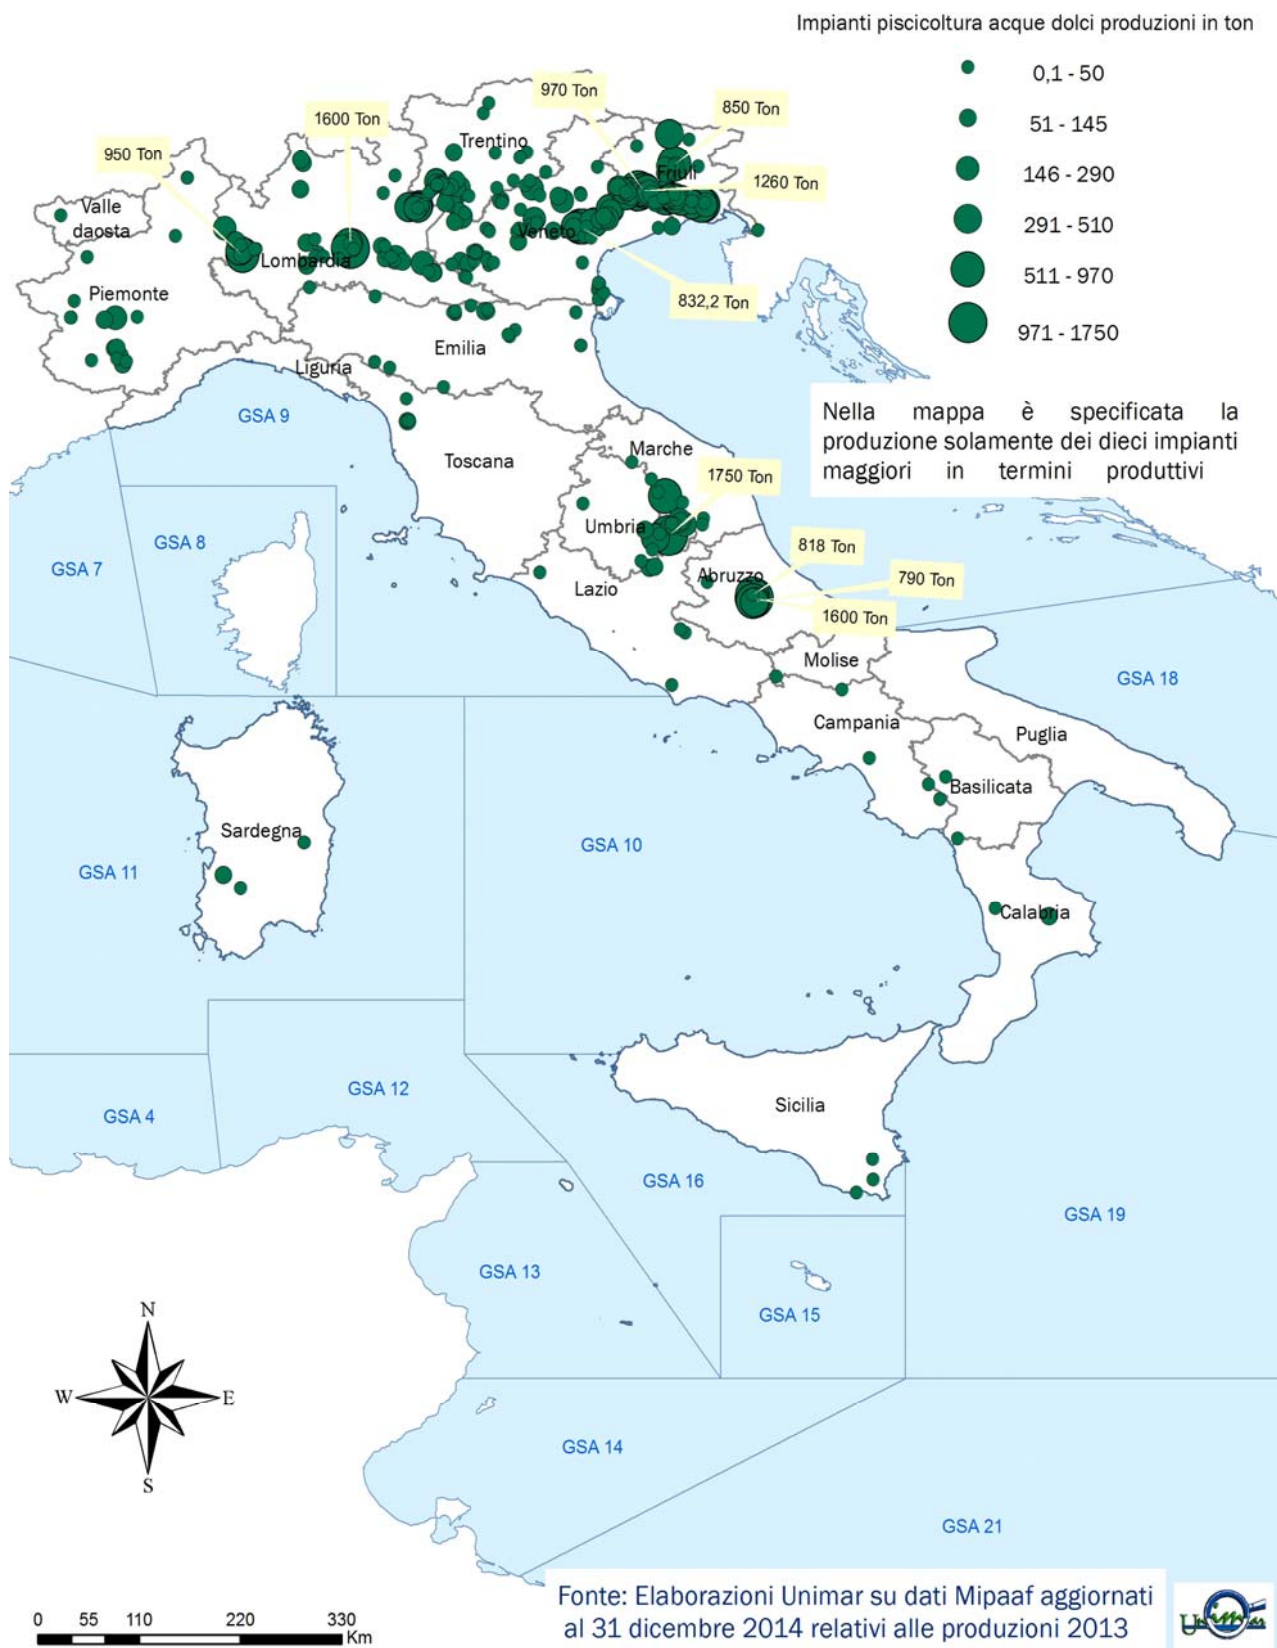 Impianti piscicoltura acque dolci produzioni in ton
0,1 - 50
51 - 145
146 - 290
291 - 510
511 - 970
971 - 1750
970 Ton
850 Ton
1600 Ton
Trentino
950 Ton
Friuli
1260 Ton
Valle
daosta
Veneto
Lombardia
Piemonte
832,2 Ton
Emilia
Liguria
GSA 9
Nella mappa è specificata la
produzione solamente dei dieci impianti
maggiori in termini produttivi
Marche
Toscana
1750 Ton
Umbria
GSA 8
818 Ton
GSA 7
Abruzzo
790 Ton
Lazio
1600 Ton
Molise
GSA 18
Campania
Puglia
Basilicata
Sardegna
GSA 10
GSA 11
Calabria
GSA 12
Sicilia
GSA 4
GSA 16
GSA 19
GSA 13
GSA 15
N
W E
S
GSA 14
GSA 21
Fonte: Elaborazioni Unimar su dati Mipaaf aggiornati
al 31 dicembre 2014 relativi alle produzioni 2013
Unimar
0 55 110 220 330
Km